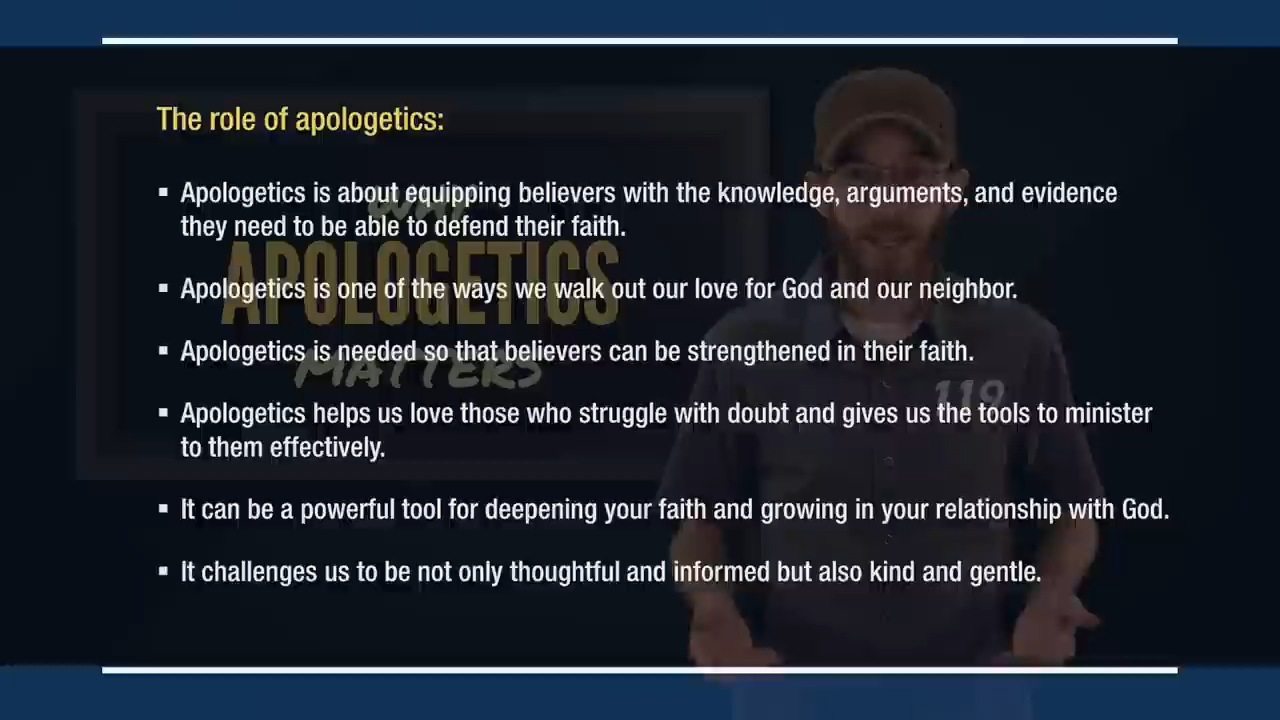 The role of apologetics:
▪ Apologetics is about equipping believers with the knowledge, arguments, and evidence
they need to be able to defend their faith.
▪ Apologetics is one of the ways we walk out our love for God and our neighbor.
▪ Apologetics is needed so that believers can be strengthened in their faith.
▪ Apologetics helps us love those who struggle with doubt and gives us the tools to minister
to them effectively.
▪ It can be a powerful tool for deepening your faith and growing in your relationship with God.
▪ It challenges us to be not only thoughtful and informed but also kind and gentle.
WHY
APOLOGETICS
MATTERS
119